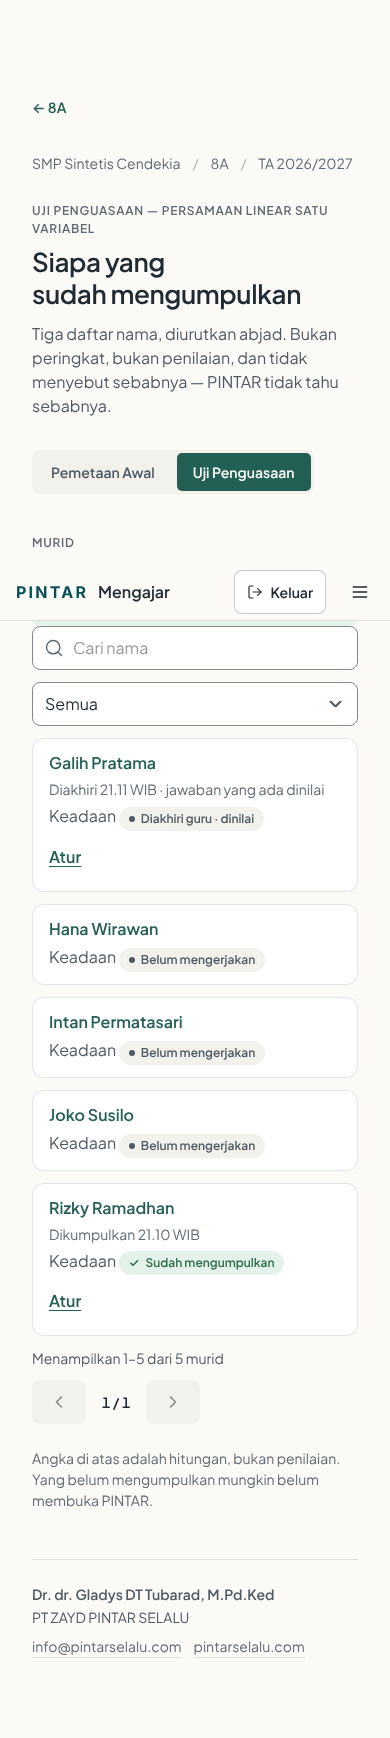 ← 8A
SMP Sintetis Cendekia / 8A / TA 2026/2027
UJI PENGUASAAN — PERSAMAAN LINEAR SATU
VARIABEL
Siapa yang
sudah mengumpulkan
Tiga daftar nama, diurutkan abjad. Bukan
peringkat, bukan penilaian, dan tidak
menyebut sebabnya — PINTAR tidak tahu
sebabnya.
Pemetaan Awal Uji Penguasaan
MURID
PINTAR Mengajar Keluar
Cari nama
Semua
Galih Pratama
Diakhiri 21.11 WIB · jawaban yang ada dinilai
Keadaan Diakhiri guru · dinilai
Atur
Hana Wirawan
Keadaan Belum mengerjakan
Intan Permatasari
Keadaan Belum mengerjakan
Joko Susilo
Keadaan Belum mengerjakan
Rizky Ramadhan
Dikumpulkan 21.10 WIB
Keadaan ✓ Sudah mengumpulkan
Atur
Menampilkan 1–5 dari 5 murid
1/1
Angka di atas adalah hitungan, bukan penilaian.
Yang belum mengumpulkan mungkin belum
membuka PINTAR.
Dr. dr. Gladys DT Tubarad, M.Pd.Ked
PT ZAYD PINTAR SELALU
info@pintarselalu.com pintarselalu.com